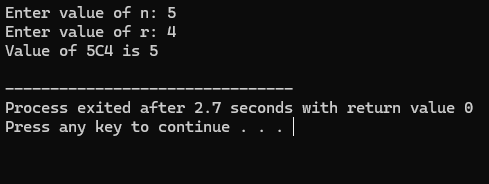 Enter value of n: 5
Enter value of r: 4
Value of 5C4 is 5
--------------------------------
Process exited after 2.7 seconds with return value 0
Press any key to continue . . .